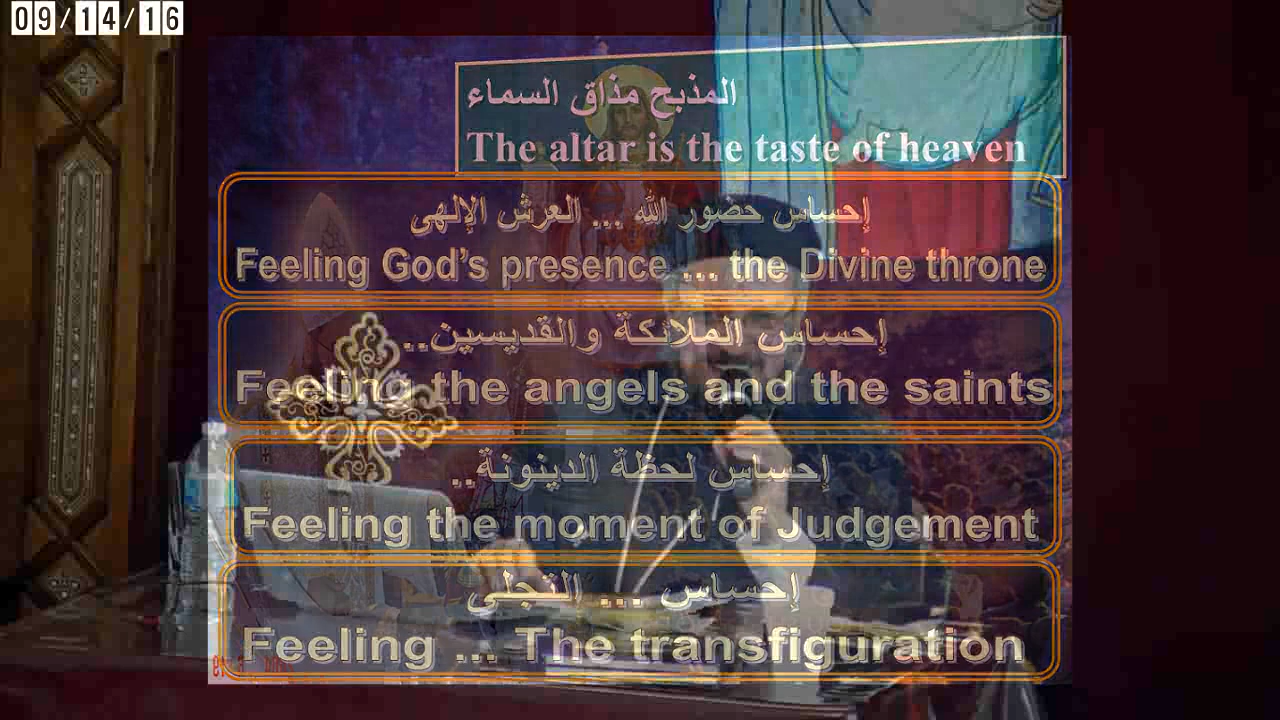 09/14/16
المذبح مذاق السماء
The altar is the taste of heaven
إحساس حضور الله ... العرش الإلهى
Feeling God's presence ... the Divine throne
إحساس الملائكة والقديسين..
Feeling the angels and the saints
إحساس لحظة الدينونة ..
Feeling the moment of Judgement
إحساس ... التجلى
Feeling ... The transfiguration